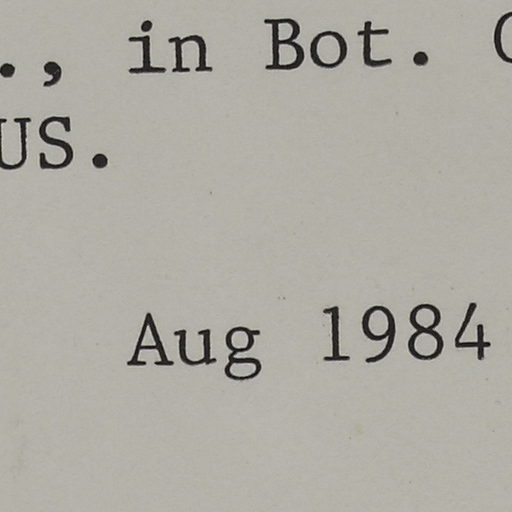 ., in Bot.
US.
Aug 1984